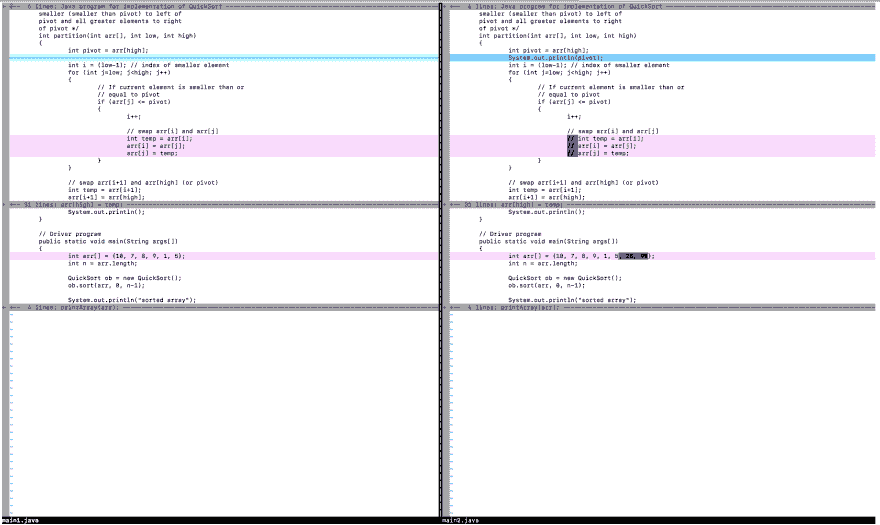 +-- 6 lines: Java program for implementation of QuickSort
smaller (smaller than pivot) to left of
pivot and all greater elements to right
of pivot */
int partition(int arr[], int low, int high)
{
int pivot = arr[high];
int i = (low-1); // index of smaller element
for (int j=low; j<high; j++)
{
// If current element is smaller than or
// equal to pivot
if (arr[j] <= pivot)
{
i++;
// swap arr[i] and arr[j]
int temp = arr[i];
arr[i] = arr[j];
arr[j] = temp;
}
}
// swap arr[i+1] and arr[high] (or pivot)
int temp = arr[i+1];
arr[i+1] = arr[high];
+-- 31 lines: arr[high] = temp;
System.out.println();
}
// Driver program
public static void main(String args[])
{
int arr[] = {10, 7, 8, 9, 1, 5};
int n = arr.length;
QuickSort ob = new QuickSort();
ob.sort(arr, 0, n-1);
System.out.println("sorted array");
+-- 4 lines: printArray(arr);
main1.java
+-- 6 lines: Java program for implementation of QuickSort
smaller (smaller than pivot) to left of
pivot and all greater elements to right
of pivot */
int partition(int arr[], int low, int high)
{
int pivot = arr[high];
System.out.println(pivot);
int i = (low-1); // index of smaller element
for (int j=low; j<high; j++)
{
// If current element is smaller than or
// equal to pivot
if (arr[j] <= pivot)
{
i++;
// swap arr[i] and arr[j]
// int temp = arr[i];
// arr[i] = arr[j];
// arr[j] = temp;
}
}
// swap arr[i+1] and arr[high] (or pivot)
int temp = arr[i+1];
arr[i+1] = arr[high];
lines: arr[high] = temp;
System.out.println();
}
// Driver program
public static void main(String args[])
{
int arr[] = {10, 7, 8, 9, 1, 5
int n = arr.length;
QuickSort ob = new QuickSort();
ob.sort(arr, 0, n-1);
System.out.println("sorted array");
+-- 4 lines: printArray(arr);
main2.java